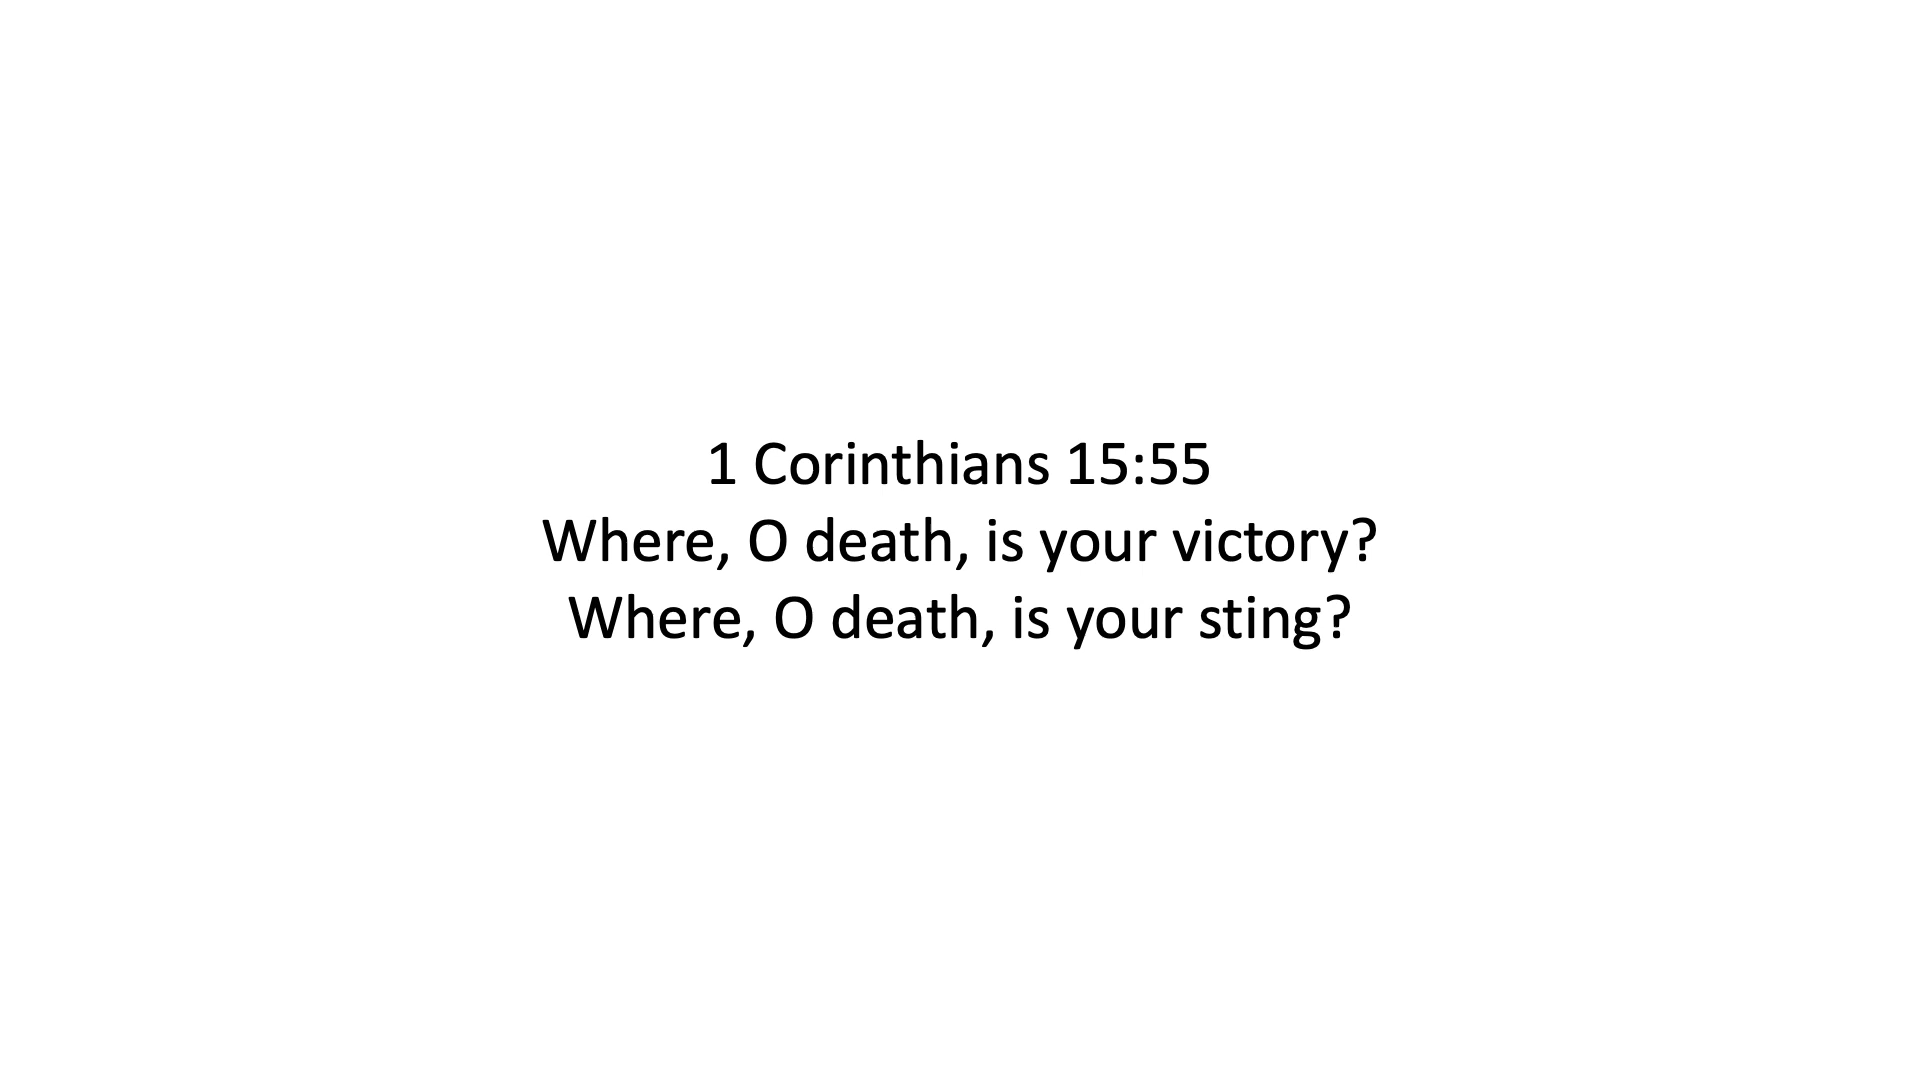 1 Corinthians 15:55
Where, O death, is your victory?
Where, O death, is your sting?